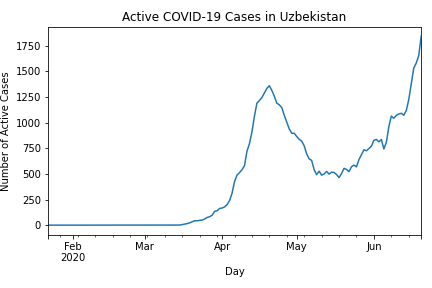 Active COVID-19 Cases in Uzbekistan
Number of Active Cases
1750
1500
1250
1000
750
500
250
0
Feb Mar Apr May Jun
2020
Day